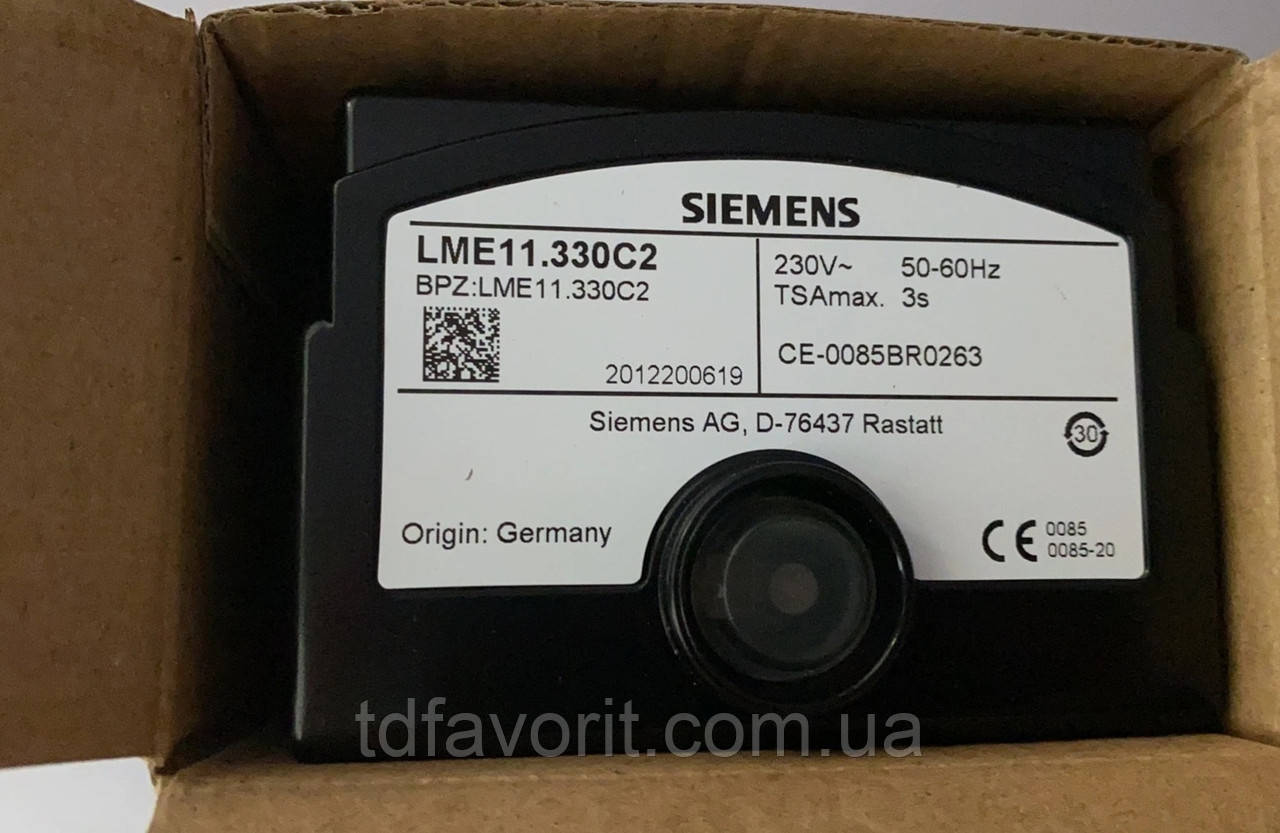 SIEMENS
LME11.330C2
BPZ:LME11.330C2
2012200619
230V~ 50-60Hz
TSAmax. 3s
CE-0085BR0263
Siemens AG, D-76437 Rastatt
30
Origin: Germany
CE 0085
0085-20
tdfavorit.com.ua